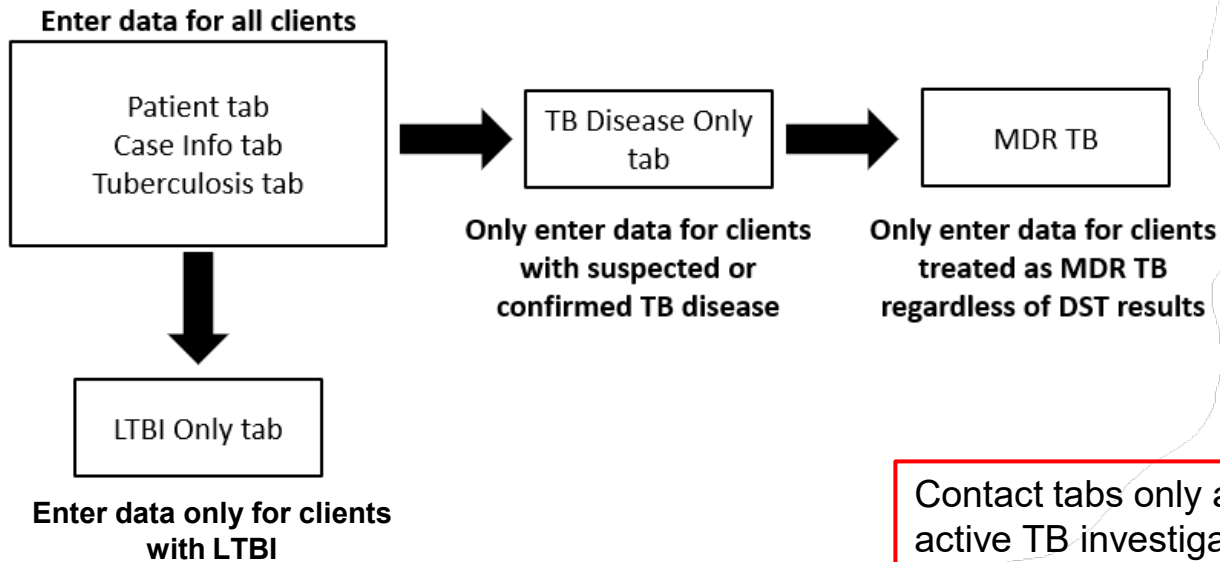 Enter data for all clients
Patient tab
Case Info tab
Tuberculosis tab
TB Disease Only
tab
MDR TB
Only enter data for clients
with suspected or
confirmed TB disease
Only enter data for clients
treated as MDR TB
regardless of DST results
LTBI Only tab
Enter data only for clients
with LTBI
Contact tabs only
active TB